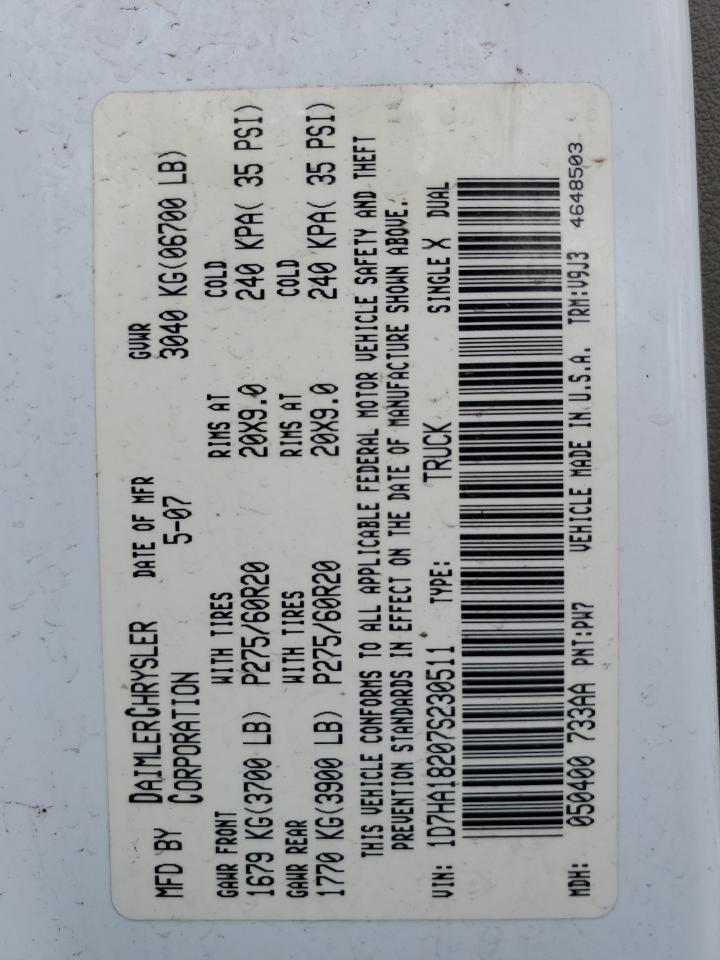 MFD BY DAIMLERCHRYSLER CORPORATION DATE OF MFR 5-07 GVWR 3040 KG(06700 LB)
GAWR FRONT WITH TIRES RIMS AT COLD
1679 KG(3700 LB) P275/60R20 20X9.0 240 KPA( 35 PSI)
GAWR REAR WITH TIRES RIMS AT COLD
1770 KG(3900 LB) P275/60R20 20X9.0 240 KPA( 35 PSI)
THIS VEHICLE CONFORMS TO ALL APPLICABLE FEDERAL MOTOR VEHICLE SAFETY AND THEFT
PREVENTION STANDARDS IN EFFECT ON THE DATE OF MANUFACTURE SHOWN ABOVE.
VIN: 1D7HA18207S230511 TYPE: TRUCK SINGLE X DUAL
MDH: 050400 733AA PNT:PW7 VEHICLE MADE IN U.S.A. TRM:V9J3 4648503